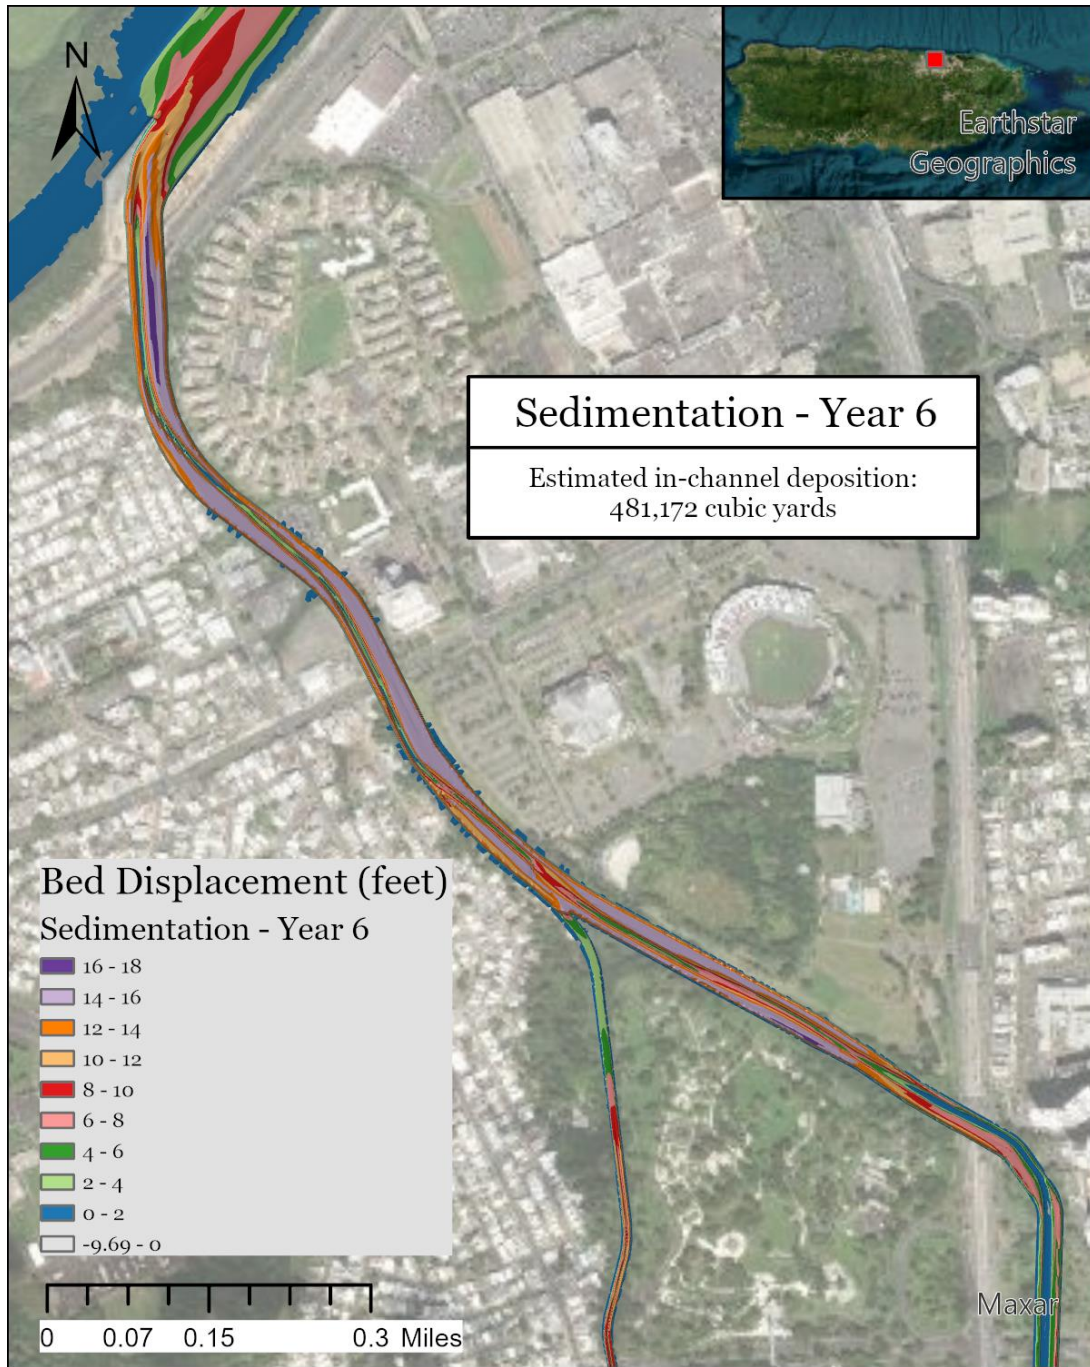 N
Earthstar
Geographics
Sedimentation - Year 6
Estimated in-channel deposition:
481,172 cubic yards
Bed Displacement (feet)
Sedimentation - Year 6
16 - 18
14 - 16
12 - 14
10 - 12
8 - 10
6 - 8
4 - 6
2 - 4
0 - 2
-9.69 - 0
0 0.07 0.15 0.3 Miles
Maxar